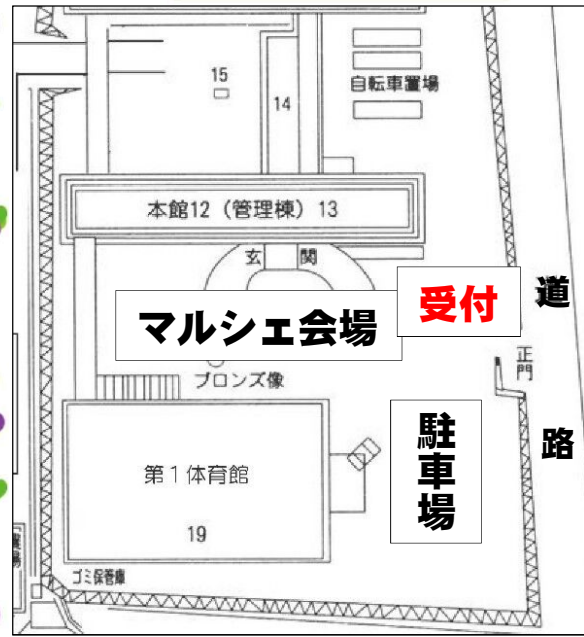 15
14
自転車置場
本館12（管理棟）13
玄関
マルシェ会場
受付
道路
正門
ブロンズ像
駐車場
第1体育館
19
ゴミ保管庫